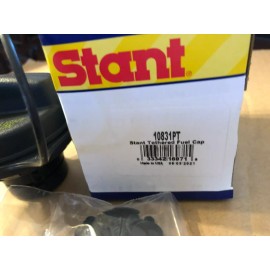 Stant
10831PT
Stant Tethered Fuel Cap
Made in USA